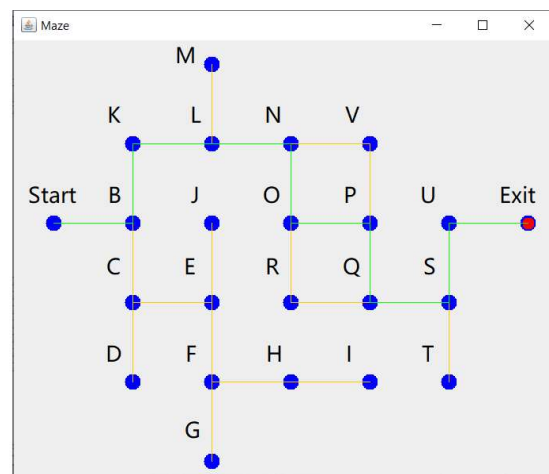 Maze
M
K L N V
Start B J O P U Exit
C E R Q S
D F H I T
G